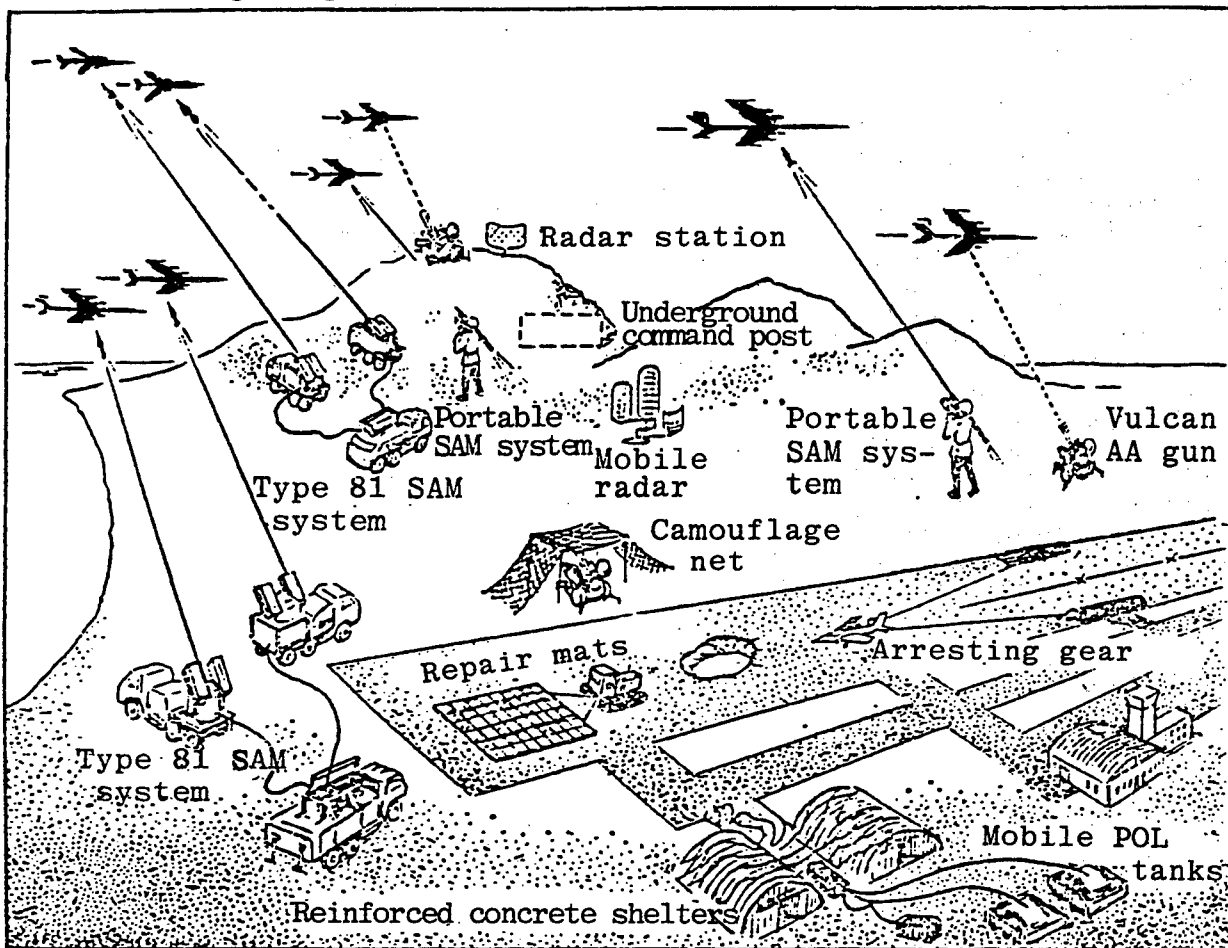 Radar station
Underground
command post
Portable
SAM system
Mobile
radar
Portable
SAM sys-
tem
Vulcan
AA gun
Type 81 SAM
system
Camouflage
net
Repair mats
Arresting gear
Type 81 SAM
system
Mobile POL
tanks
Reinforced concrete shelters